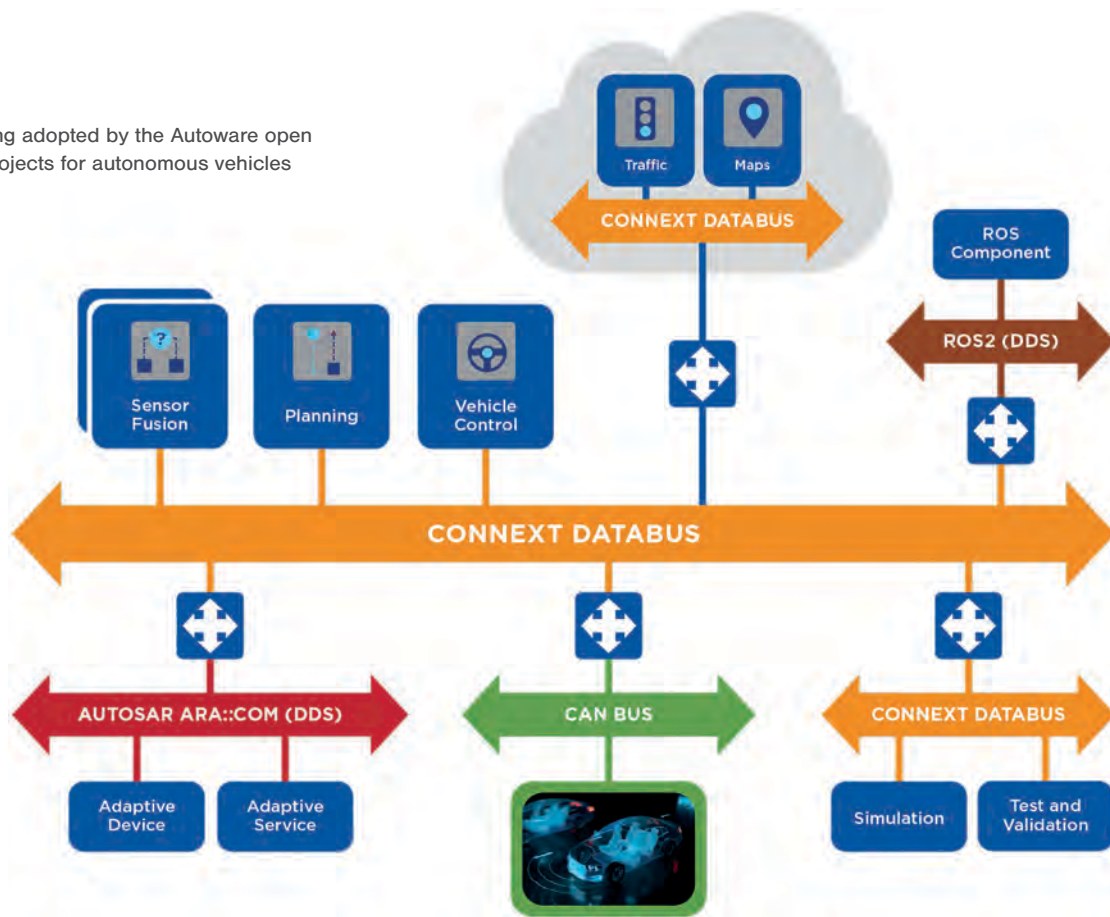 ng adopted by the Autoware open
ojects for autonomous vehicles
Traffic
Maps
CONNEXT DATABUS
ROS
Component
ROS2 (DDS)
?
Sensor
Fusion
Planning
Vehicle
Control
CONNEXT DATABUS
AUTOSAR ARA::COM (DDS)
CAN BUS
CONNEXT DATABUS
Adaptive
Device
Adaptive
Service
Simulation
Test and
Validation